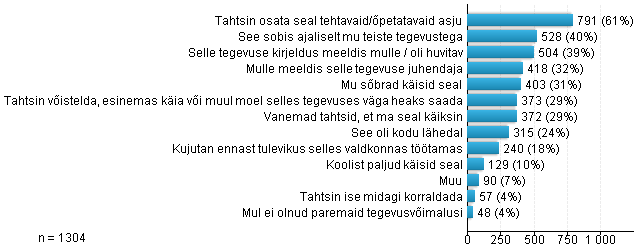 Tahtsin osata seal tehtavaid/õpetatavaid asju 791 (61%)
See sobis ajaliselt mu teiste tegevustega 528 (40%)
Selle tegevuse kirjeldus meeldis mulle / oli huvitav 504 (39%)
Mulle meeldis selle tegevuse juhendaja 418 (32%)
Mu sõbrad käisid seal 403 (31%)
Tahtsin võistelda, esinemas käia või muul moel selles tegevuses väga heaks saada 373 (29%)
Vanemad tahtsid, et ma seal käiksin 372 (29%)
See oli kodu lähedal 315 (24%)
Kujutan ennast tulevikus selles valdkonnas töötamas 240 (18%)
Koolist paljud käisid seal 129 (10%)
Muu 90 (7%)
Tahtsin ise midagi korraldada 57 (4%)
Mul ei olnud paremaid tegevusvõimalusi 48 (4%)
n = 1304 0 250 500 750 1 000